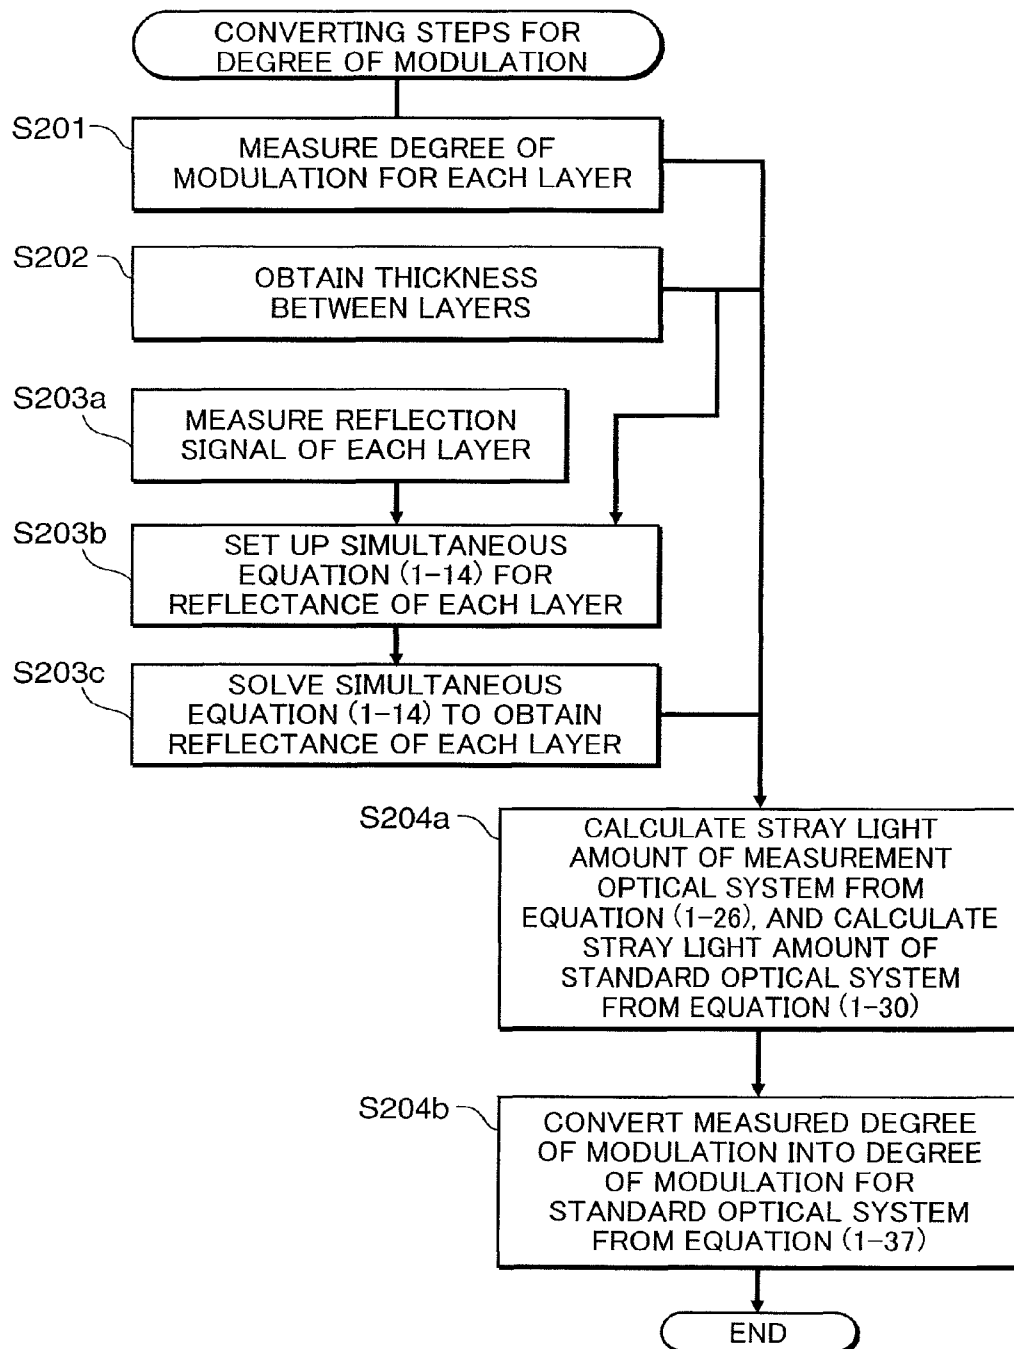 CONVERTING STEPS FOR
DEGREE OF MODULATION
S201
MEASURE DEGREE OF
MODULATION FOR EACH LAYER
S202
OBTAIN THICKNESS
BETWEEN LAYERS
S203a
MEASURE REFLECTION
SIGNAL OF EACH LAYER
S203b
SET UP SIMULTANEOUS
EQUATION (1-14) FOR
REFLECTANCE OF EACH LAYER
S203c
SOLVE SIMULTANEOUS
EQUATION (1-14) TO OBTAIN
REFLECTANCE OF EACH LAYER
S204a
CALCULATE STRAY LIGHT
AMOUNT OF MEASUREMENT
OPTICAL SYSTEM FROM
EQUATION (1-26), AND CALCULATE
STRAY LIGHT AMOUNT OF
STANDARD OPTICAL SYSTEM
FROM EQUATION (1-30)
S204b
CONVERT MEASURED DEGREE
OF MODULATION INTO DEGREE
OF MODULATION FOR
STANDARD OPTICAL SYSTEM
FROM EQUATION (1-37)
END